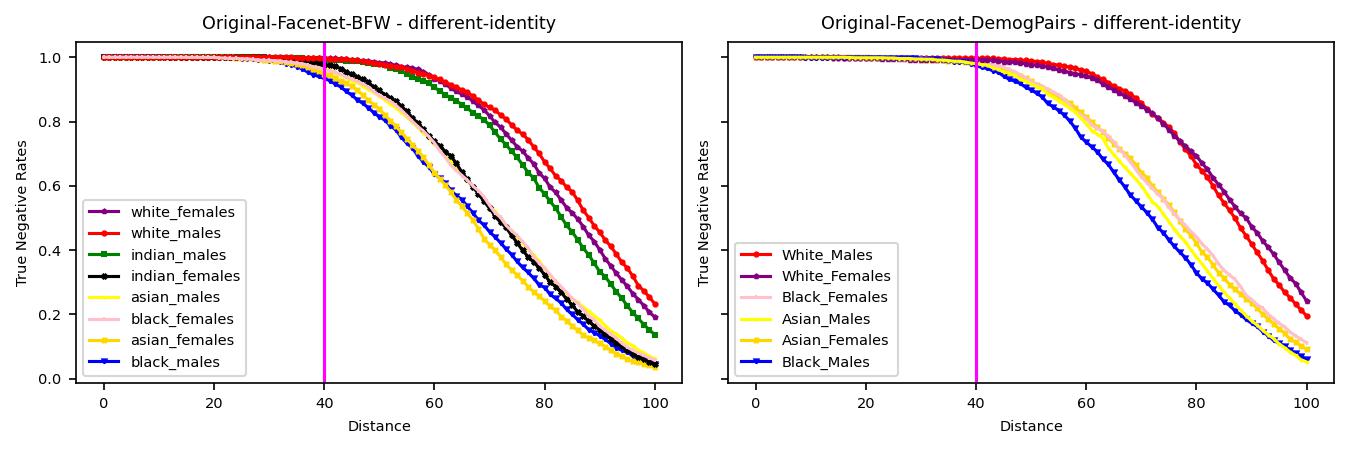 Original-Facenet-BFW - different-identity
True Negative Rates
1.0
0.8
0.6
0.4
0.2
0.0
white_females
white_males
indian_males
indian_females
asian_males
black_females
asian_females
black_males
0 20 40 60 80 100
Distance
Original-Facenet-DemogPairs - different-identity
True Negative Rates
White_Males
White_Females
Black_Females
Asian_Males
Asian_Females
Black_Males
0 20 40 60 80 100
Distance